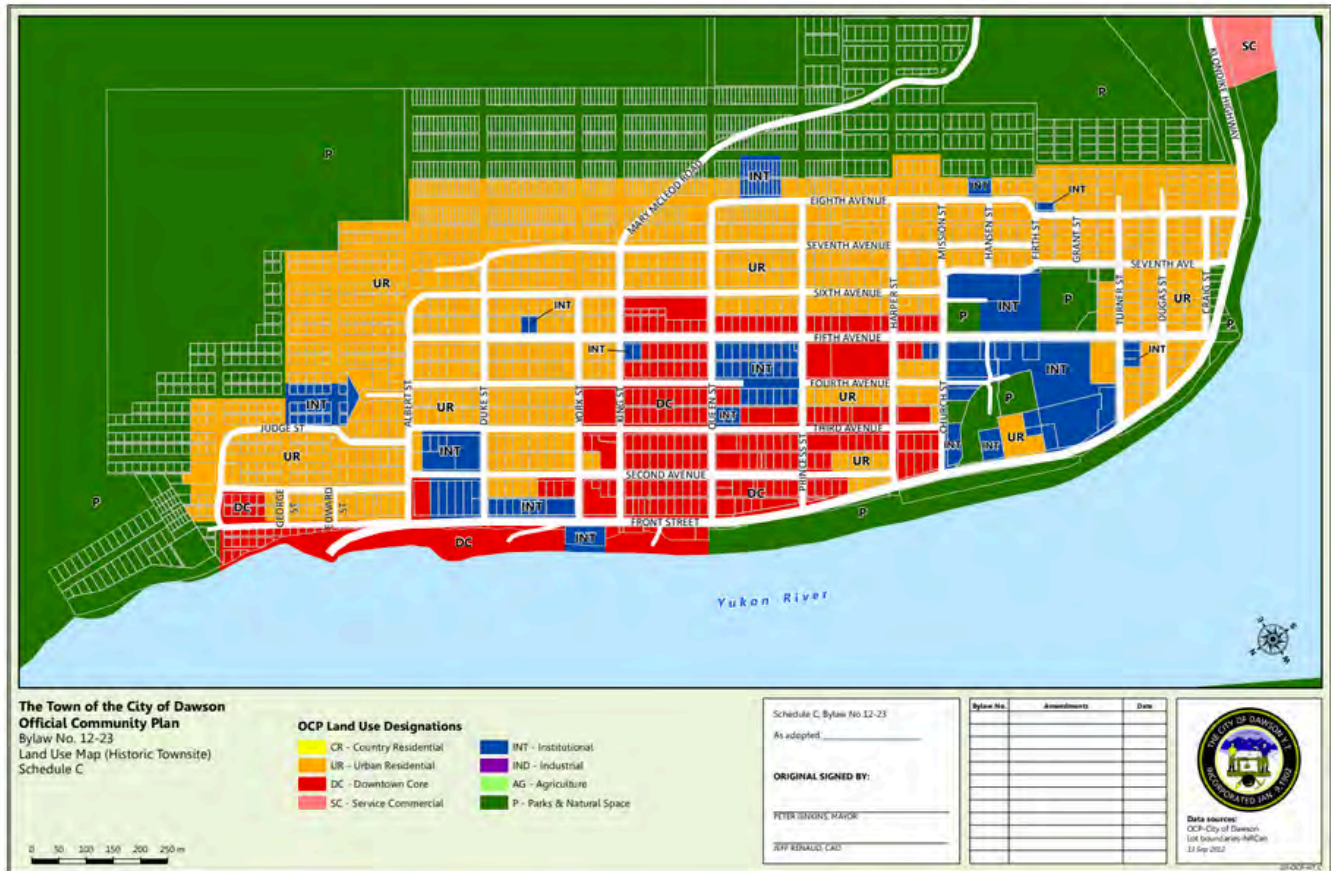 SC
KLONDIKE HIGHWAY
P
P
MARY MCLEOD ROAD
INT
INT
INT
EIGHTH AVENUE
MISSION ST
HANSEN ST
FIRTH ST
GRANT ST
SEVENTH AVENUE
SEVENTH AVE
UR
UR
SIXTH AVENUE
HARPER ST
INT
P
P
INT
TURNER ST
DUGAS ST
UR
CRAIG ST
P
FIFTH AVENUE
INT
INT
INT
INT
ALBERT ST
UR
DUKE ST
YORK ST
KING ST
DC
QUEEN ST
INT
FOURTH AVENUE
UR
P
CHURCH ST
INT
JUDGE ST
UR
INT
THIRD AVENUE
PRINCESS ST
UR
INT
INT
UR
SECOND AVENUE
P
DC
GEORGE ST
EDWARD ST
INT
DC
FRONT STREET
P
DC
INT
Yukon River
The Town of the City of Dawson
Official Community Plan
Bylaw No. 12-23
Land Use Map (Historic Townsite)
Schedule C
0 50 100 150 200 250 m
OCP Land Use Designations
CR - Country Residential
UR - Urban Residential
DC - Downtown Core
SC - Service Commercial
INT - Institutional
IND - Industrial
AG - Agriculture
P - Parks & Natural Space
Schedule C, Bylaw No 12-23
As adopted
ORIGINAL SIGNED BY:
PETER JENKINS, MAYOR
JEFF RENAUD, CAO
Bylaw No. Amendments Date
THE CITY OF DAWSON Y.T.
INCORPORATED JAN. 9, 1902
Data sources:
OCP-City of Dawson
Lot boundaries-NRCan
13 Sep 2012